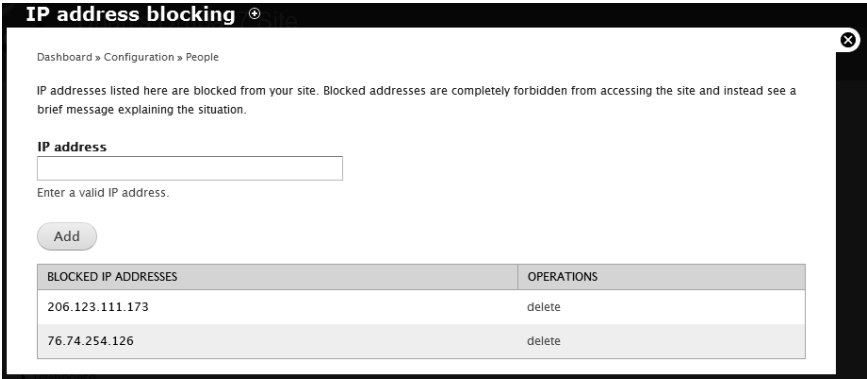 IP address blocking
Dashboard » Configuration » People
IP addresses listed here are blocked from your site. Blocked addresses are completely forbidden from accessing the site and instead see a
brief message explaining the situation.
IP address
Enter a valid IP address.
Add
BLOCKED IP ADDRESSES OPERATIONS
206.123.111.173 delete
76.74.254.126 delete